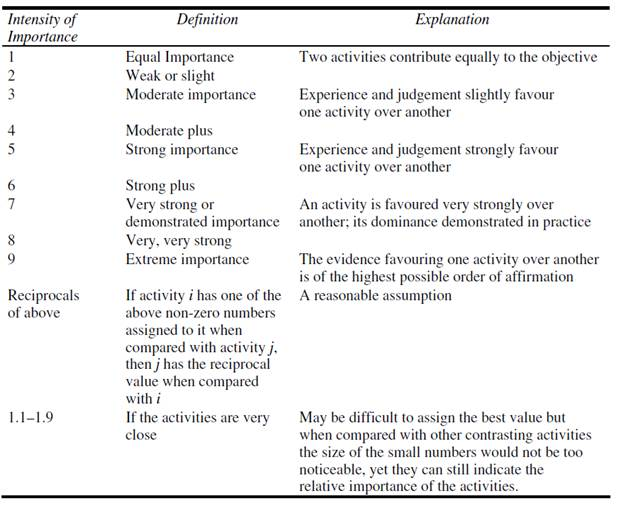 Intensity of Importance Definition Explanation
1 Equal Importance Two activities contribute equally to the objective
2 Weak or slight
3 Moderate importance Experience and judgement slightly favour
one activity over another
4 Moderate plus
5 Strong importance Experience and judgement strongly favour
one activity over another
6 Strong plus
7 Very strong or An activity is favoured very strongly over
demonstrated importance another; its dominance demonstrated in practice
8 Very, very strong
9 Extreme importance The evidence favouring one activity over another
is of the highest possible order of affirmation
Reciprocals If activity i has one of the A reasonable assumption
of above above non-zero numbers
assigned to it when
compared with activity j,
then j has the reciprocal
value when compared
with i
1.1–1.9 If the activities are very May be difficult to assign the best value but
close when compared with other contrasting activities
the size of the small numbers would not be too
noticeable, yet they can still indicate the
relative importance of the activities.